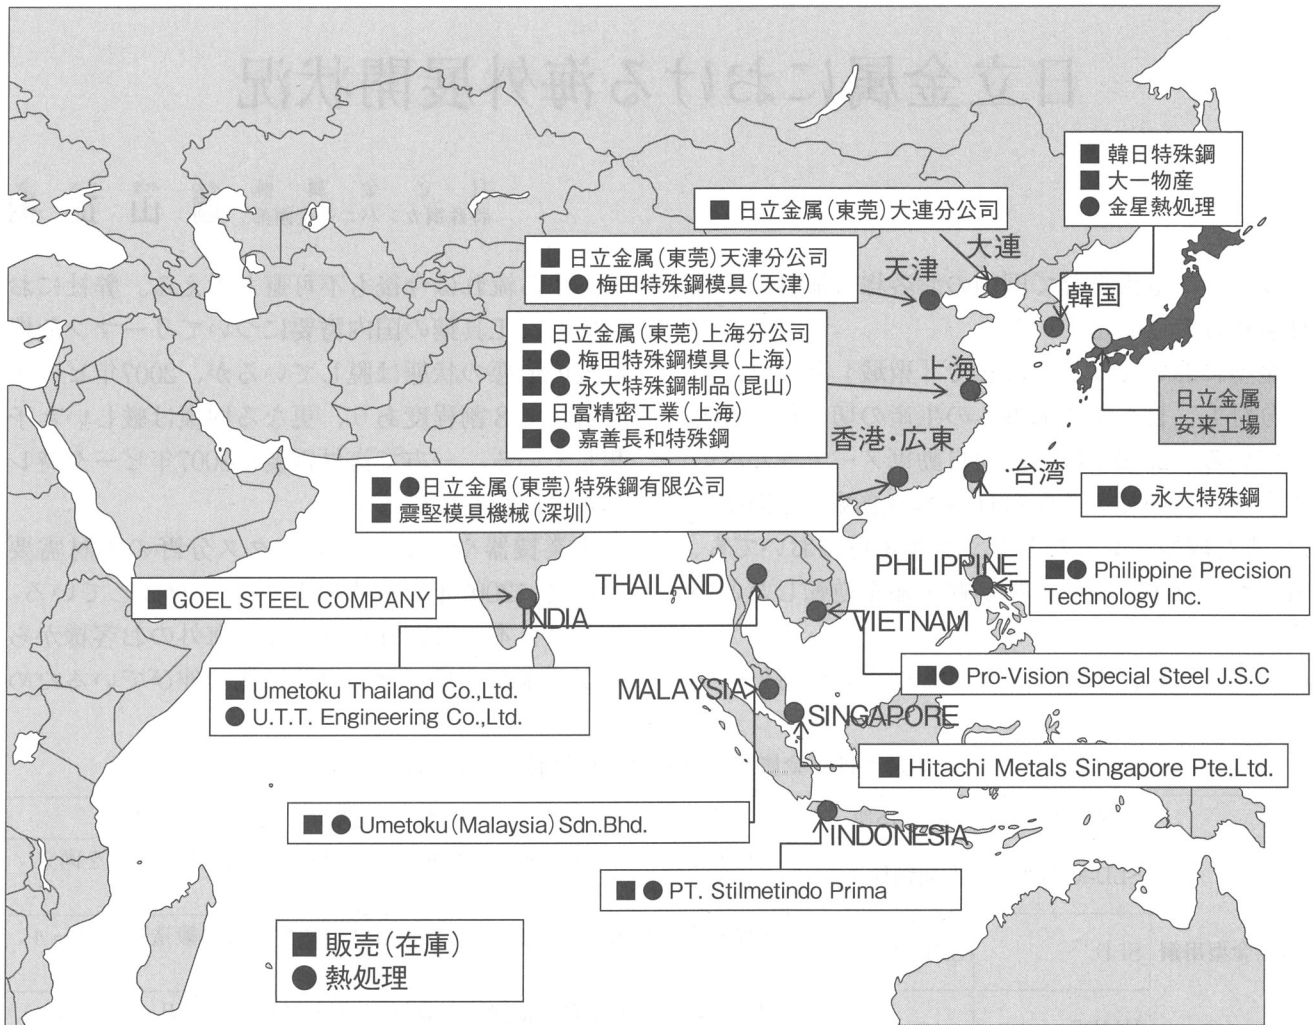 ■ 韓日特殊鋼
■ 大一物産
● 金星熱処理
■ 日立金属(東莞)大連分公司
大連
■ 日立金属(東莞)天津分公司
■ ● 梅田特殊鋼模具(天津)
天津
韓国
■ 日立金属(東莞)上海分公司
■ ● 梅田特殊鋼模具(上海)
■ ● 永大特殊鋼制品(昆山)
■ 日富精密工業(上海)
■ ● 嘉善長和特殊鋼
上海
日立金属
安来工場
香港・広東
■ ●日立金属(東莞)特殊鋼有限公司
■ 震堅模具機械(深圳)
・台湾
■● 永大特殊鋼
PHILIPPINE
■● Philippine Precision
Technology Inc.
THAILAND
■ GOEL STEEL COMPANY
INDIA
VIETNAM
■● Pro-Vision Special Steel J.S.C
■ Umetoku Thailand Co.,Ltd.
● U.T.T. Engineering Co.,Ltd.
MALAYSIA
SINGAPORE
■ Hitachi Metals Singapore Pte.Ltd.
■ ● Umetoku(Malaysia)Sdn.Bhd.
INDONESIA
■ ● PT. Stilmetindo Prima
■ 販売(在庫)
● 熱処理